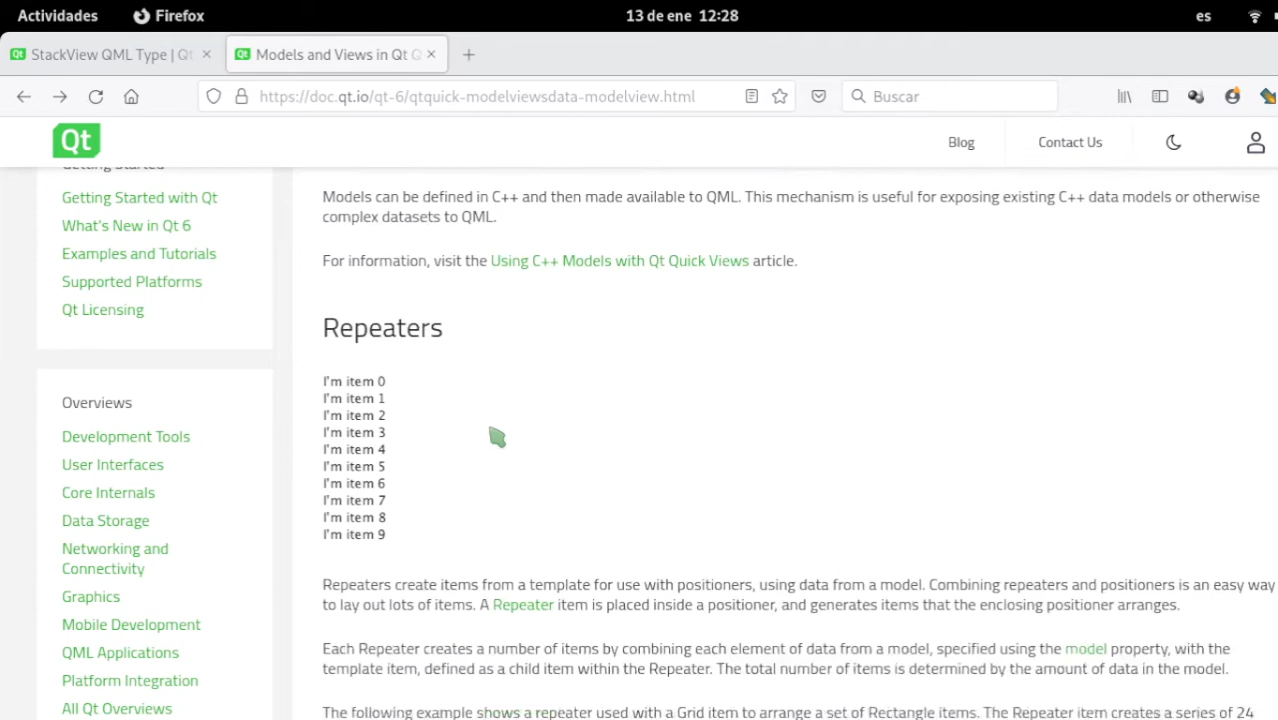 Actividades
Firefox
13 de ene 12:28
es
StackView QML Type | Qt
Models and Views in Qt Q
https://doc.qt.io/qt-6/qtquick-modelviewsdata-modelview.html
Buscar
Qt
Blog
Contact Us
Getting Started
Getting Started with Qt
What's New in Qt 6
Examples and Tutorials
Supported Platforms
Qt Licensing
Overviews
Development Tools
User Interfaces
Core Internals
Data Storage
Networking and
Connectivity
Graphics
Mobile Development
QML Applications
Platform Integration
All Qt Overviews
Models can be defined in C++ and then made available to QML. This mechanism is useful for exposing existing C++ data models or otherwise
complex datasets to QML.
For information, visit the Using C++ Models with Qt Quick Views article.
Repeaters
I'm item 0
I'm item 1
I'm item 2
I'm item 3
I'm item 4
I'm item 5
I'm item 6
I'm item 7
I'm item 8
I'm item 9
Repeaters create items from a template for use with positioners, using data from a model. Combining repeaters and positioners is an easy way
to lay out lots of items. A Repeater item is placed inside a positioner, and generates items that the enclosing positioner arranges.
Each Repeater creates a number of items by combining each element of data from a model, specified using the model property, with the
template item, defined as a child item within the Repeater. The total number of items is determined by the amount of data in the model.
The following example shows a repeater used with a Grid item to arrange a set of Rectangle items. The Repeater item creates a series of 24